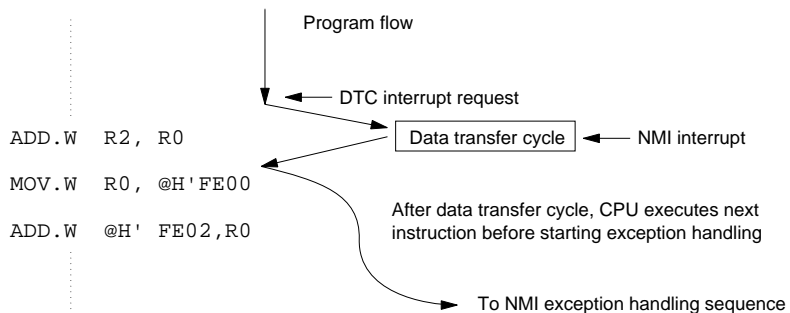 Program flow
DTC interrupt request
ADD.W R2, R0
Data transfer cycle
NMI interrupt
MOV.W R0, @H'FE00
After data transfer cycle, CPU executes next
instruction before starting exception handling
ADD.W @H' FE02,R0
To NMI exception handling sequence